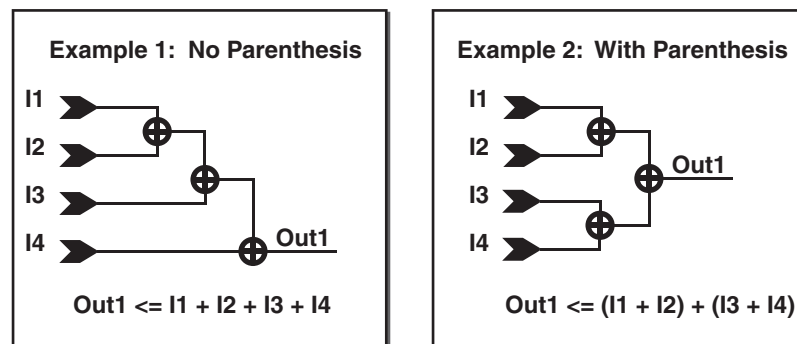 Example 1: No Parenthesis
I1
I2
I3
I4
Out1
Out1 <= I1 + I2 + I3 + I4
Example 2: With Parenthesis
I1
I2
I3
I4
Out1
Out1 <= (I1 + I2) + (I3 + I4)